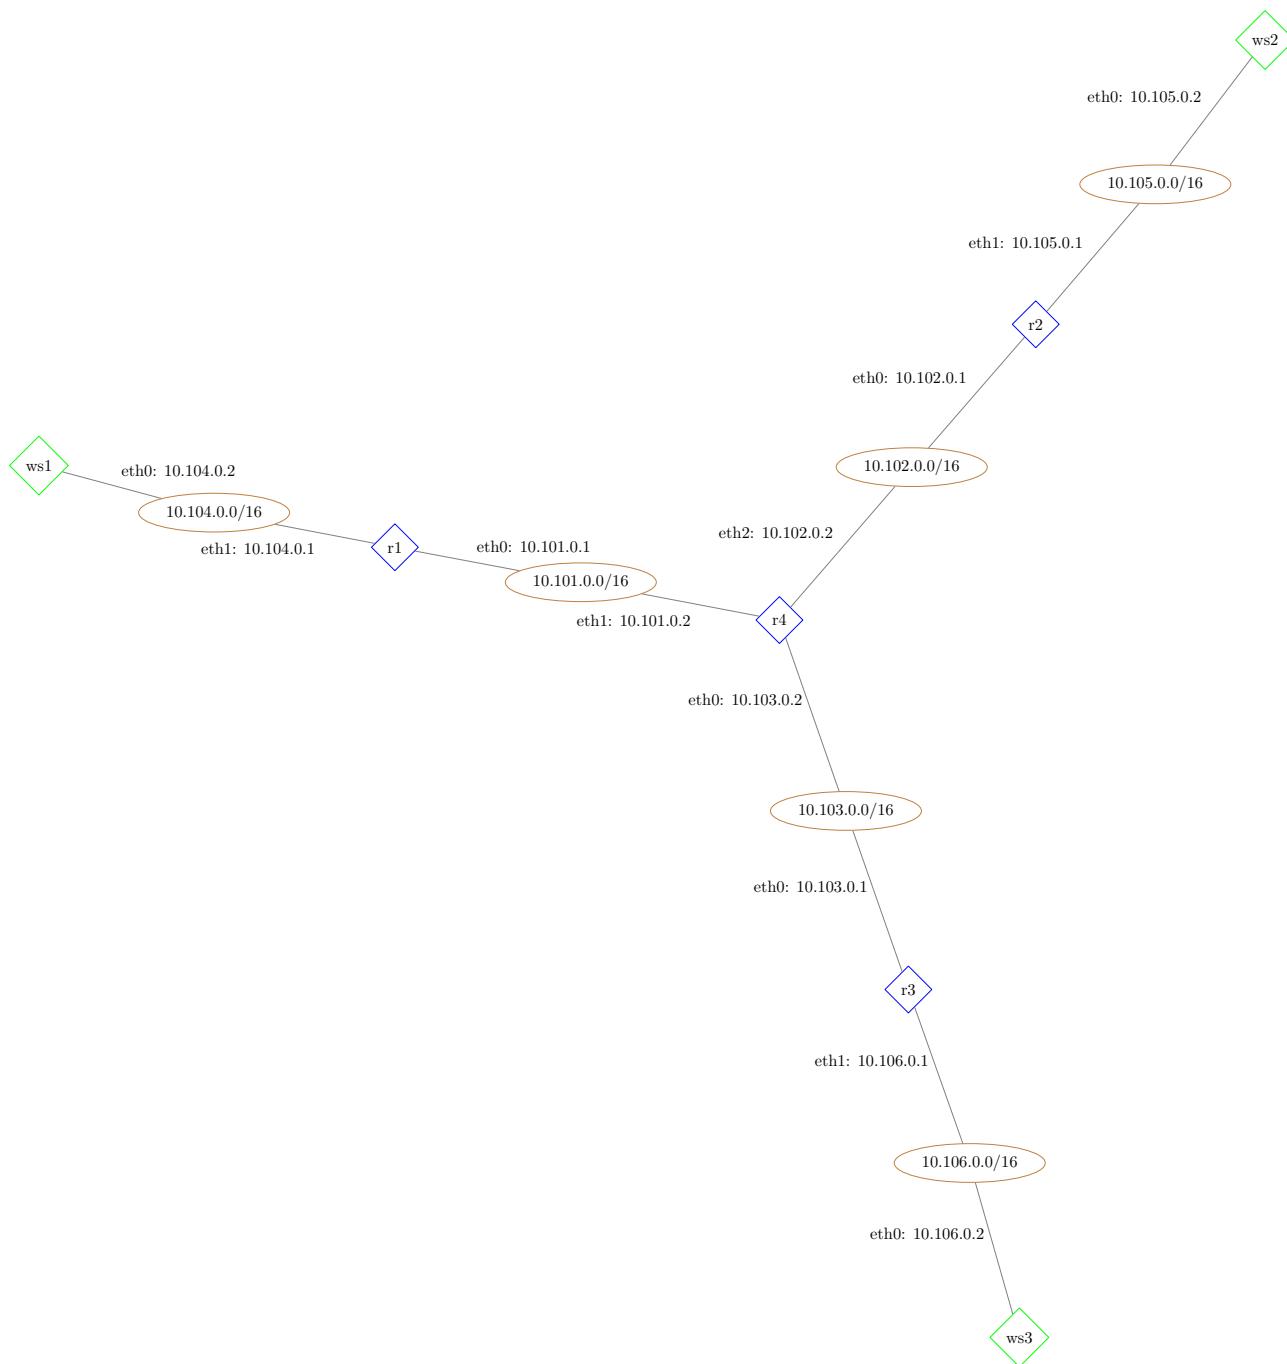 ws2
eth0: 10.105.0.2
10.105.0.0/16
eth1: 10.105.0.1
r2
eth0: 10.102.0.1
10.102.0.0/16
ws1
eth0: 10.104.0.2
10.104.0.0/16
eth1: 10.104.0.1
r1
eth0: 10.101.0.1
10.101.0.0/16
eth1: 10.101.0.2
eth2: 10.102.0.2
r4
eth0: 10.103.0.2
10.103.0.0/16
eth0: 10.103.0.1
r3
eth1: 10.106.0.1
10.106.0.0/16
eth0: 10.106.0.2
ws3